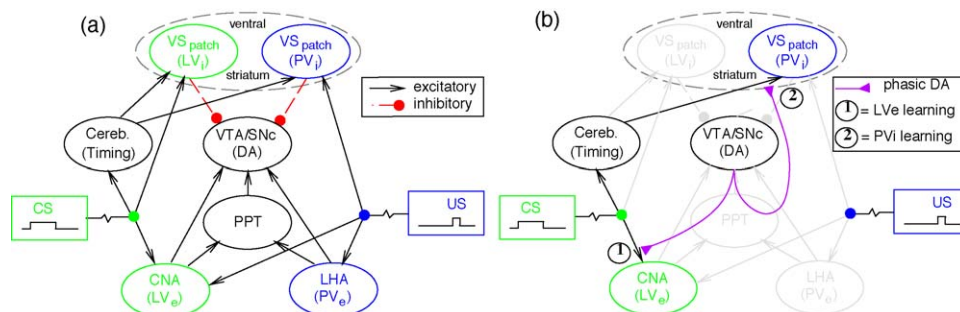 (a)
ventral
VS patch
(LVi)
VS patch
(PVi)
striatum
excitatory
inhibitory
Cereb.
(Timing)
VTA/SNc
(DA)
CS
US
PPT
CNA
(LVe)
LHA
(PVe)
(b)
ventral
VS patch
(LVi)
VS patch
(PVi)
striatum
2
phasic DA
1 = LVe learning
2 = PVi learning
Cereb.
(Timing)
VTA/SNc
(DA)
CS
US
PPT
1
CNA
(LVe)
LHA
(PVe)